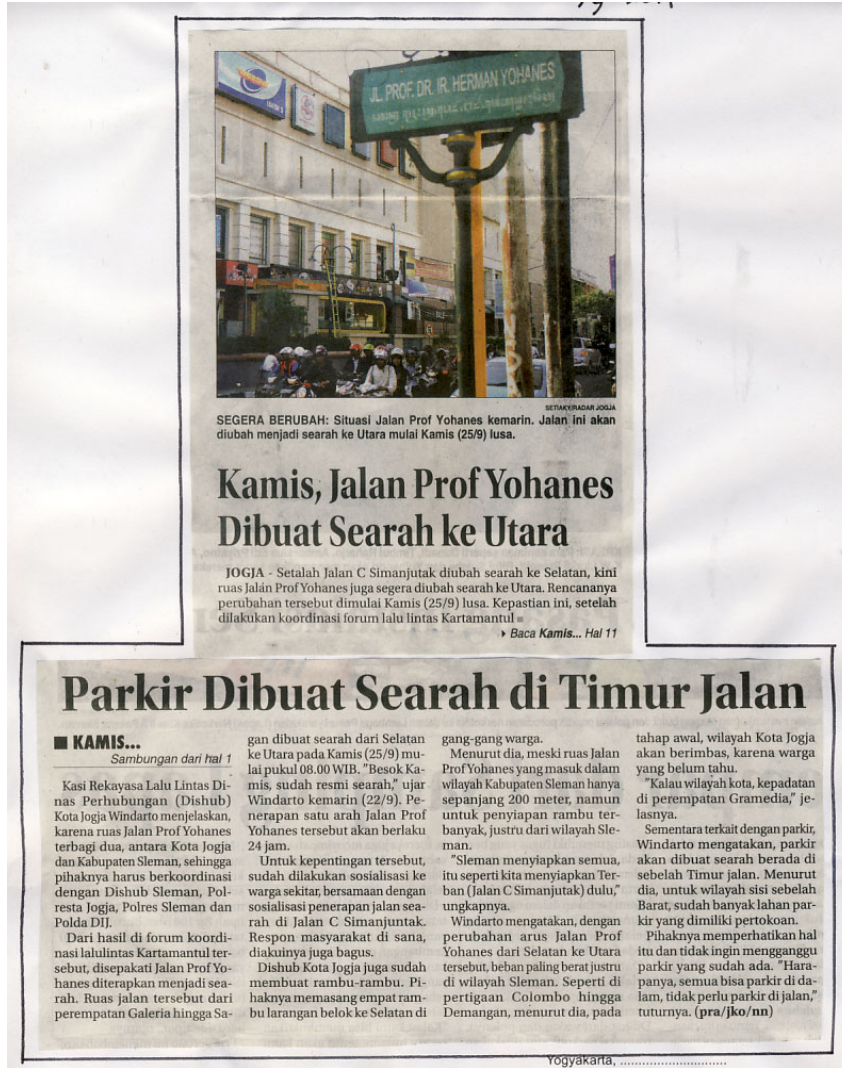 JL. PROF. DR. IR. HERMAN YOHANES
SETIAKY/RADAR JOGJA
SEGERA BERUBAH: Situasi Jalan Prof Yohanes kemarin. Jalan ini akan
diubah menjadi searah ke Utara mulai Kamis (25/9) lusa.
Kamis, Jalan Prof Yohanes
Dibuat Searah ke Utara
JOGJA - Setalah Jalan C Simanjutak diubah searah ke Selatan, kini
ruas Jalan Prof Yohanes juga segera diubah searah ke Utara. Rencananya
perubahan tersebut dimulai Kamis (25/9) lusa. Kepastian ini, setelah
dilakukan koordinasi forum lalu lintas Kartamantul
Baca Kamis... Hal 11
Parkir Dibuat Searah di Timur Jalan
KAMIS...
Sambungan dari hal 1
Kasi Rekayasa Lalu Lintas Di-
nas Perhubungan (Dishub)
Kota Jogja Windarto menjelaskan,
karena ruas Jalan Prof Yohanes
terbagi dua, antara Kota Jogja
dan Kabupaten Sleman, sehingga
pihaknya harus berkoordinasi
dengan Dishub Sleman, Pol-
resta Jogja, Polres Sleman dan
Polda DIJ.
Dari hasil di forum koordi-
nasi lalulintas Kartamantul ter-
sebut, disepakati Jalan Prof Yo-
hanes diterapkan menjadi sea-
rah. Ruas jalan tersebut dari
perempatan Galeria hingga Sa-
gan dibuat searah dari Selatan
ke Utara pada Kamis (25/9) mu-
lai pukul 08.00 WIB. "Besok Ka-
mis, sudah resmi searah," ujar
Windarto kemarin (22/9). Pe-
nerapan satu arah Jalan Prof
Yohanes tersebut akan berlaku
24 jam.
Untuk kepentingan tersebut,
sudah dilakukan sosialisasi ke
warga sekitar, bersamaan dengan
sosialisasi penerapan jalan sea-
rah di Jalan C Simanjuntak.
Respon masyarakat di sana,
diakuinya juga bagus.
Dishub Kota Jogja juga sudah
membuat rambu-rambu. Pi-
haknya memasang empat ram-
bu larangan belok ke Selatan di
gang-gang warga.
Menurut dia, meski ruas Jalan
Prof Yohanes yang masuk dalam
wilayah Kabupaten Sleman hanya
sepanjang 200 meter, namun
untuk penyiapan rambu ter-
banyak, justru dari wilayah Sle-
man.
"Sleman menyiapkan semua,
itu seperti kita menyiapkan Ter-
ban (Jalan C Simanjutak) dulu,"
ungkapnya.
Windarto mengatakan, dengan
perubahan arus Jalan Prof
Yohanes dari Selatan ke Utara
tersebut, beban paling berat justru
di wilayah Sleman. Seperti di
pertigaan Colombo hingga
Demangan, menurut dia, pada
tahap awal, wilayah Kota Jogja
akan berimbas, karena warga
yang belum tahu.
"Kalau wilayah kota, kepadatan
di perempatan Gramedia," je-
lasnya.
Sementara terkait dengan parkir,
Windarto mengatakan, parkir
akan dibuat searah berada di
sebelah Timur jalan. Menurut
dia, untuk wilayah sisi sebelah
Barat, sudah banyak lahan par-
kir yang dimiliki pertokoan.
Pihaknya memperhatikan hal
itu dan tidak ingin mengganggu
parkir yang sudah ada. "Hara-
panya, semua bisa parkir di da-
lam, tidak perlu parkir di jalan,"
tuturnya. (pra/jko/nn)
Yogyakarta, ............................